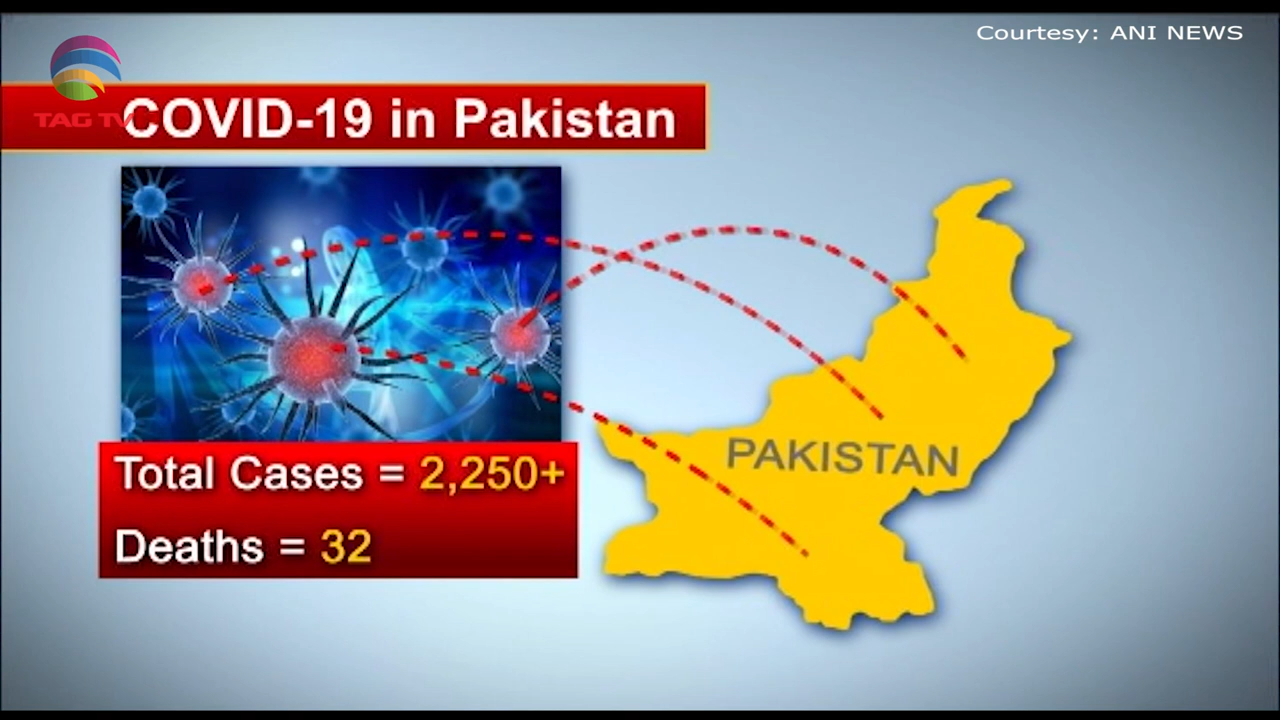 Courtesy: ANI NEWS
TAG TV
COVID-19 in Pakistan
PAKISTAN
Total Cases = 2,250+
Deaths = 32